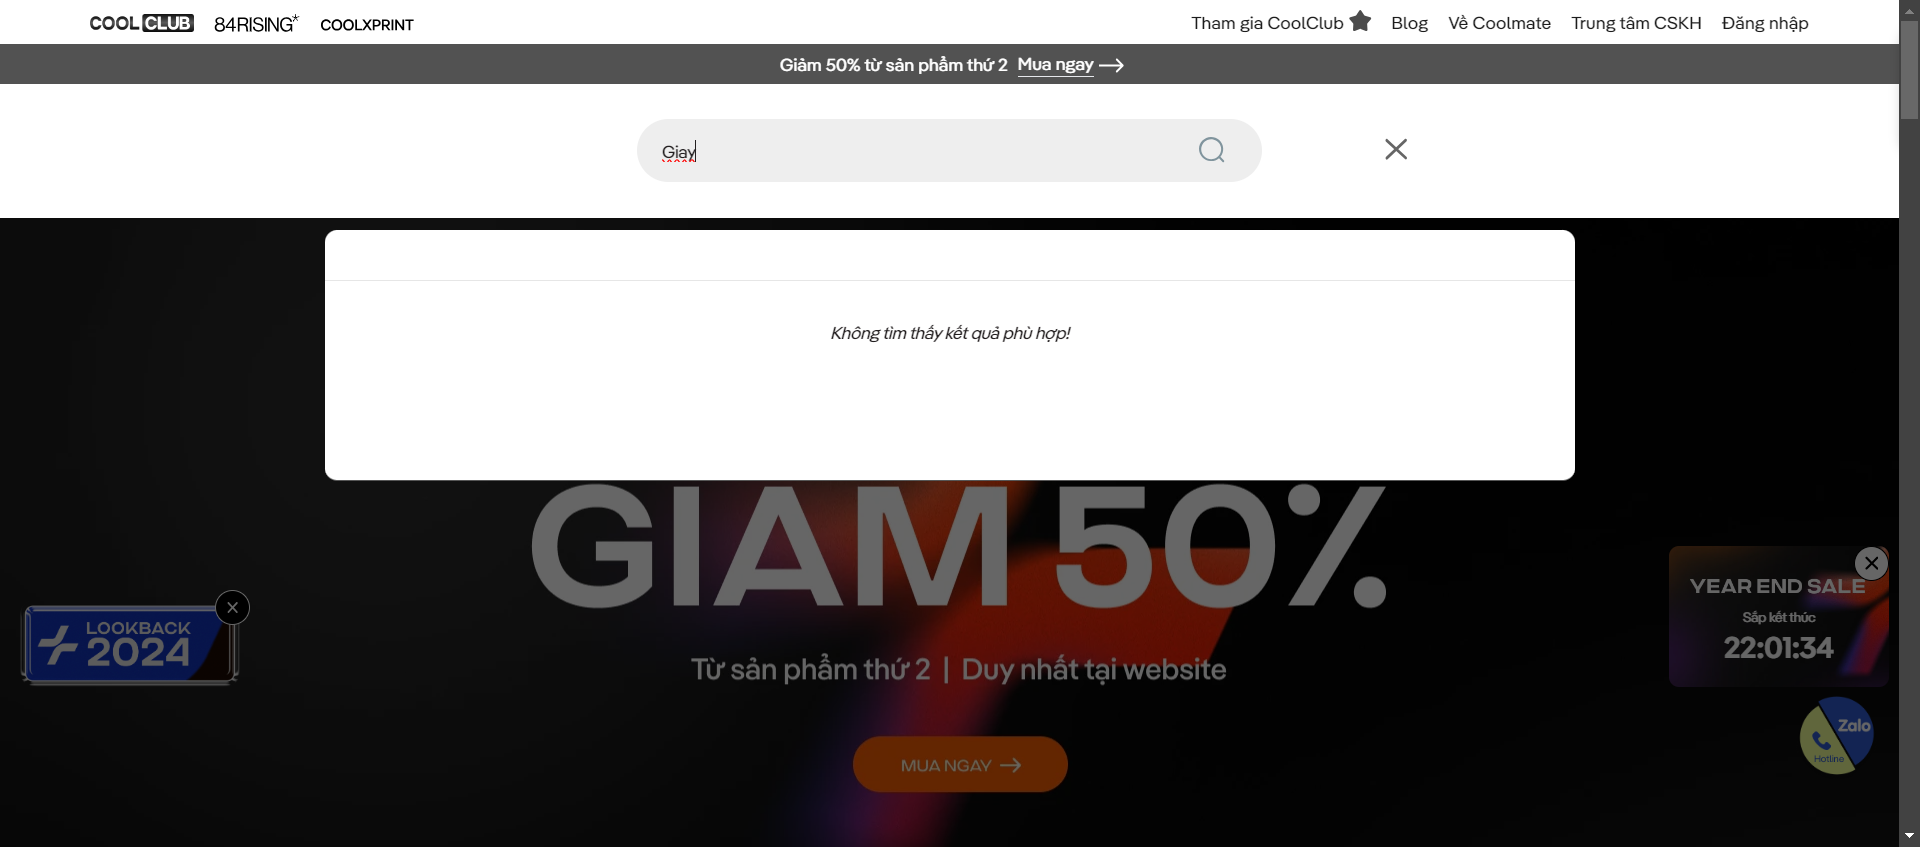 COOL CLUB 84RISING* COOLXPRINT Tham gia CoolClub Blog Về Coolmate Trung tâm CSKH Đăng nhập
Giảm 50% từ sản phẩm thứ 2 Mua ngay
Giay
Không tìm thấy kết quả phù hợp!
GIẢM 50%
Từ sản phẩm thứ 2 | Duy nhất tại website
MUA NGAY
LOOKBACK
2024
YEAR END SALE
Sắp kết thúc
22:01:34
Zalo
Hotline